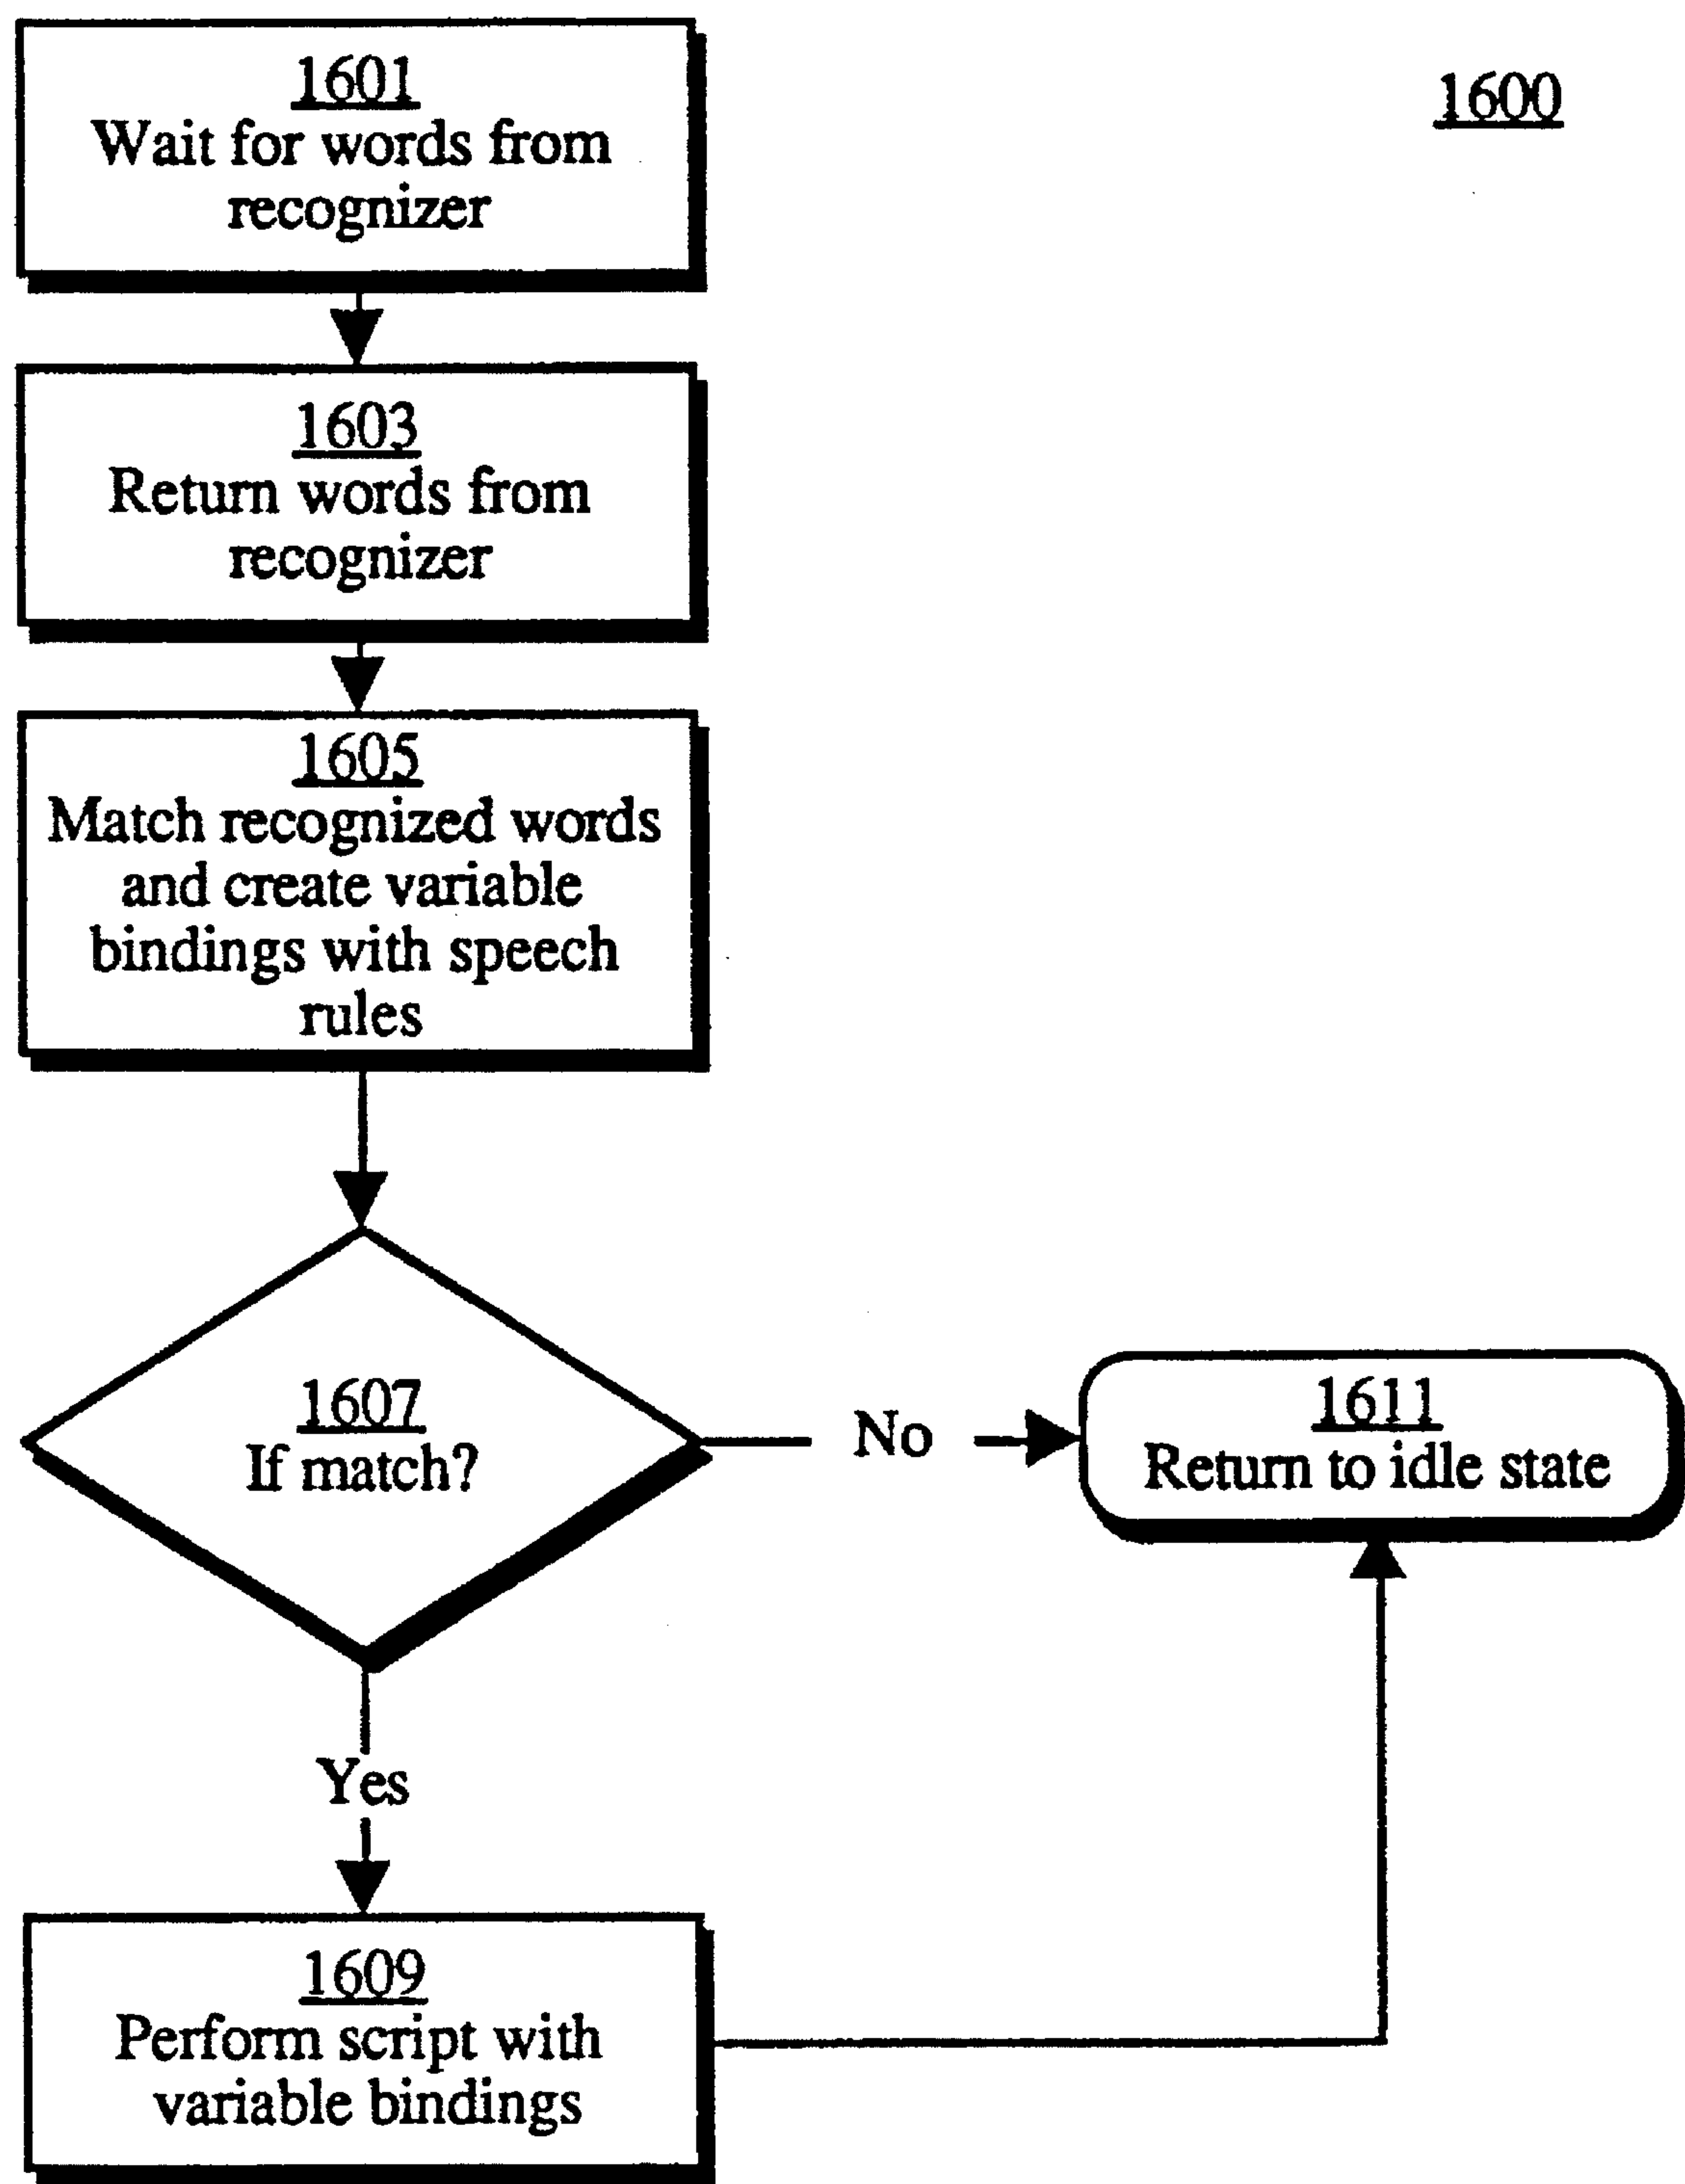 1601
Wait for words from
recognizer
1600
1603
Return words from
recognizer
1605
Match recognized words
and create variable
bindings with speech
rules
1607
If match?
No
1611
Return to idle state
Yes
1609
Perform script with
variable bindings